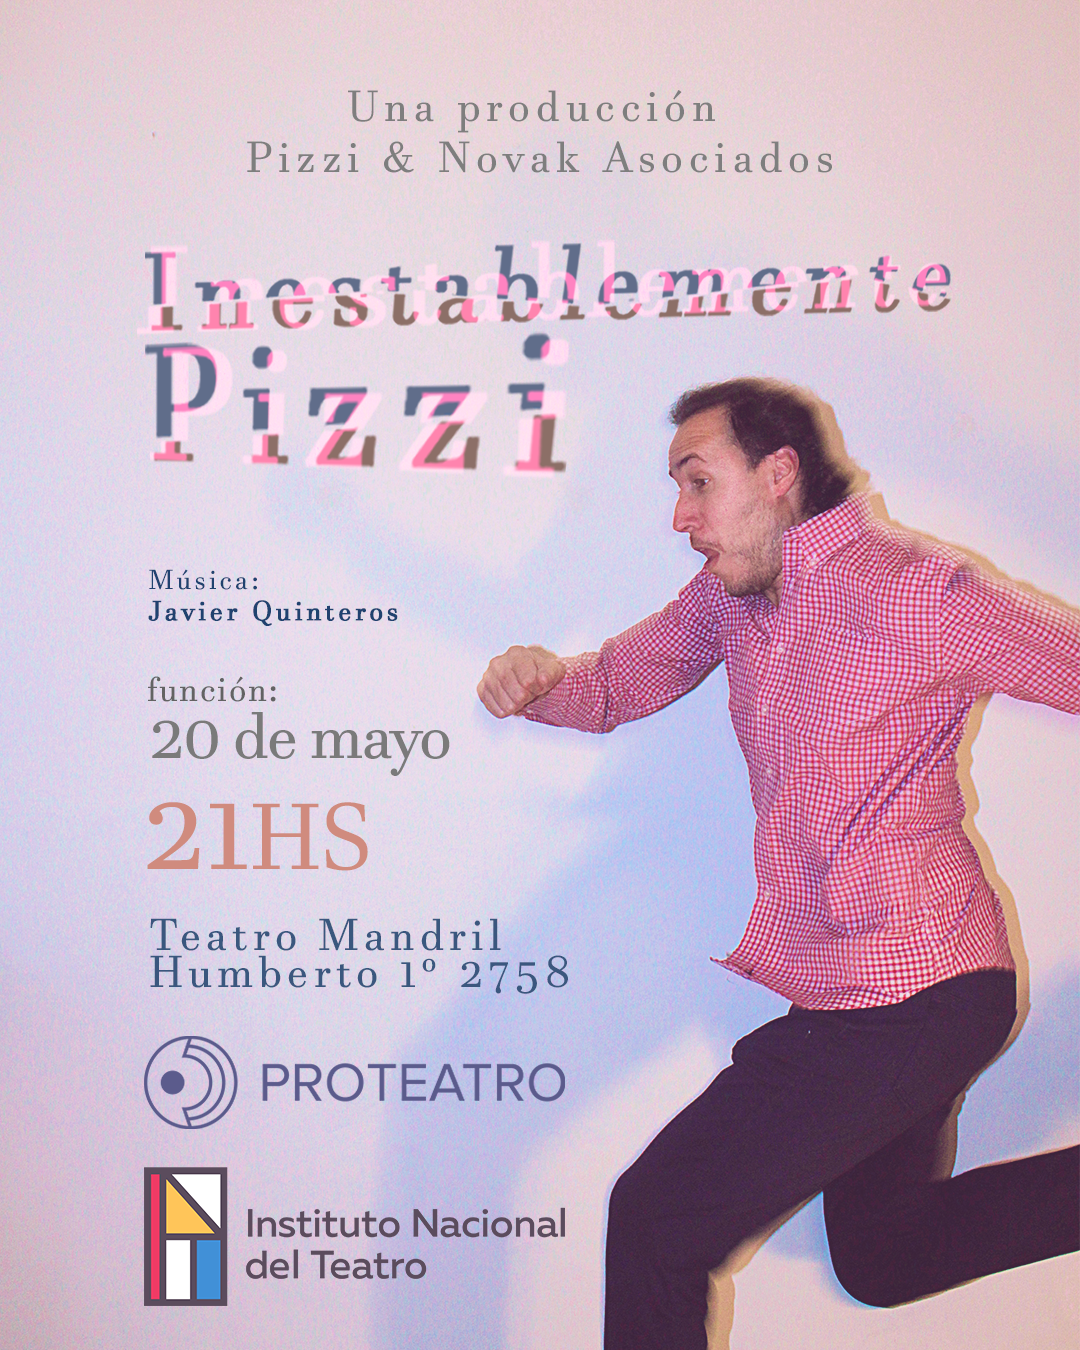 Una producción
Pizzi & Novak Asociados
Inestablemente
Pizzi
Música:
Javier Quinteros
función:
20 de mayo
21HS
Teatro Mandril
Humberto 1º 2758
PROTEATRO
Instituto Nacional
del Teatro